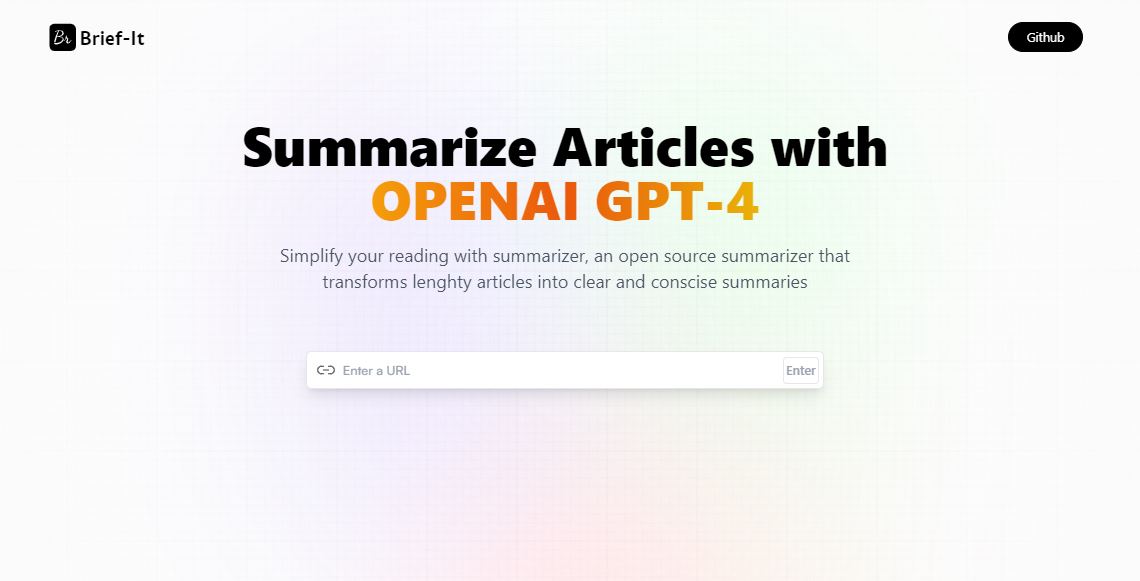 Br Brief-It
Github
Summarize Articles with
OPENAI GPT-4
Simplify your reading with summarizer, an open source summarizer that
transforms lenghty articles into clear and conscise summaries
Enter a URL
Enter